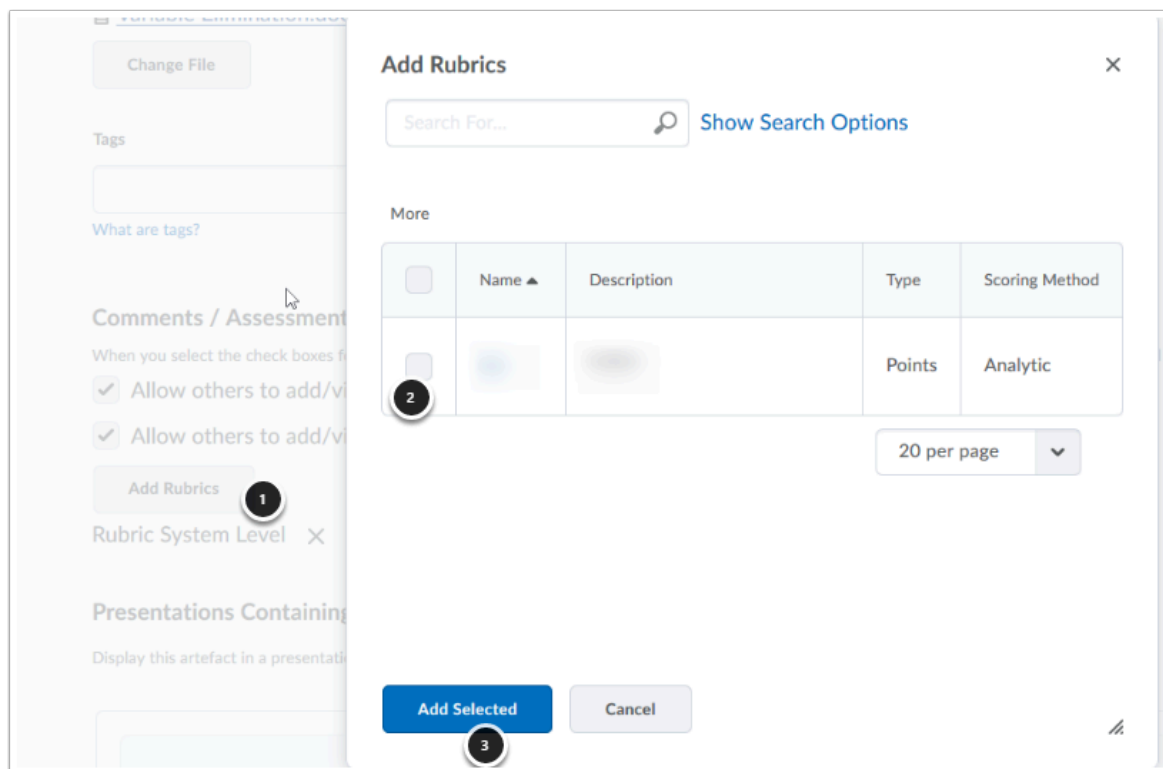 Variable-Elimination.doc
Change File
Tags
What are tags?
Comments / Assessment
When you select the check boxes f
Allow others to add/vi
Allow others to add/vi
Add Rubrics
1
Rubric System Level
Presentations Containing
Display this artefact in a presentati
Add Rubrics
Search For...
Show Search Options
More
Name Description Type Scoring Method
Points Analytic
2
20 per page
Add Selected Cancel
3